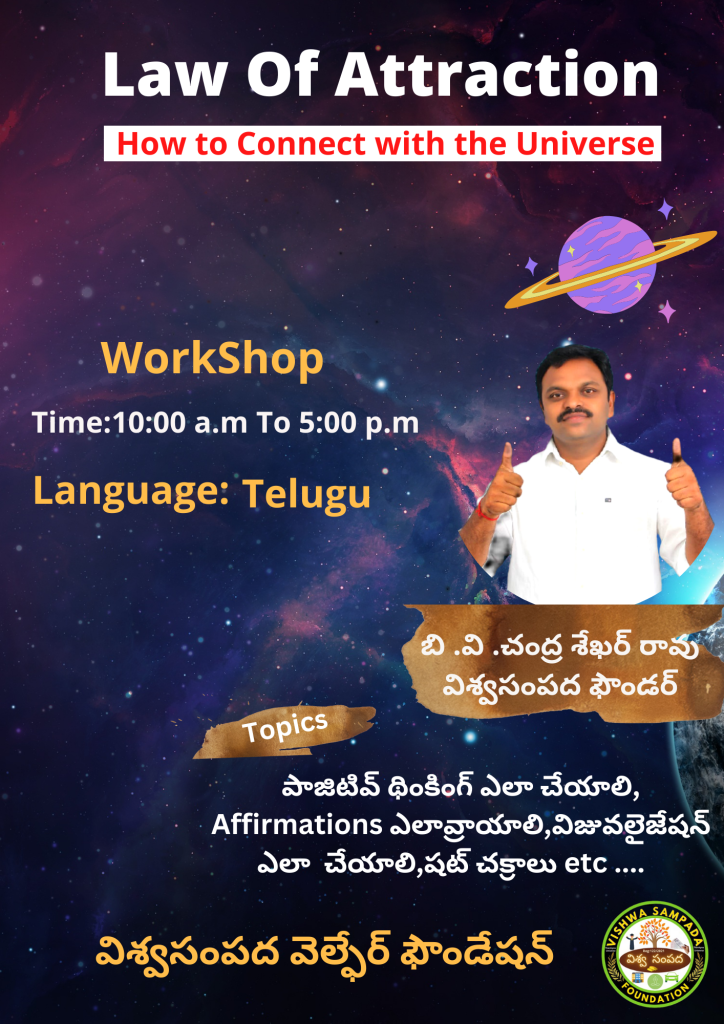 Law Of Attraction
How to Connect with the Universe
WorkShop
Time:10:00 a.m To 5:00 p.m
Language: Telugu
బి .వి .చంద్ర శేఖర్ రావు
విశ్వసంపద ఫౌండర్
Topics
పాజిటివ్ థింకింగ్ ఎలా చేయాలి,
Affirmations ఎలావ్రాయాలి,విజువలైజేషన్
ఎలా చేయాలి,షట్ చక్రాలు etc ....
విశ్వసంపద వెల్ఫేర్ ఫౌండేషన్
VISHWA SAMPADA
విశ్వ సంపద
FOUNDATION